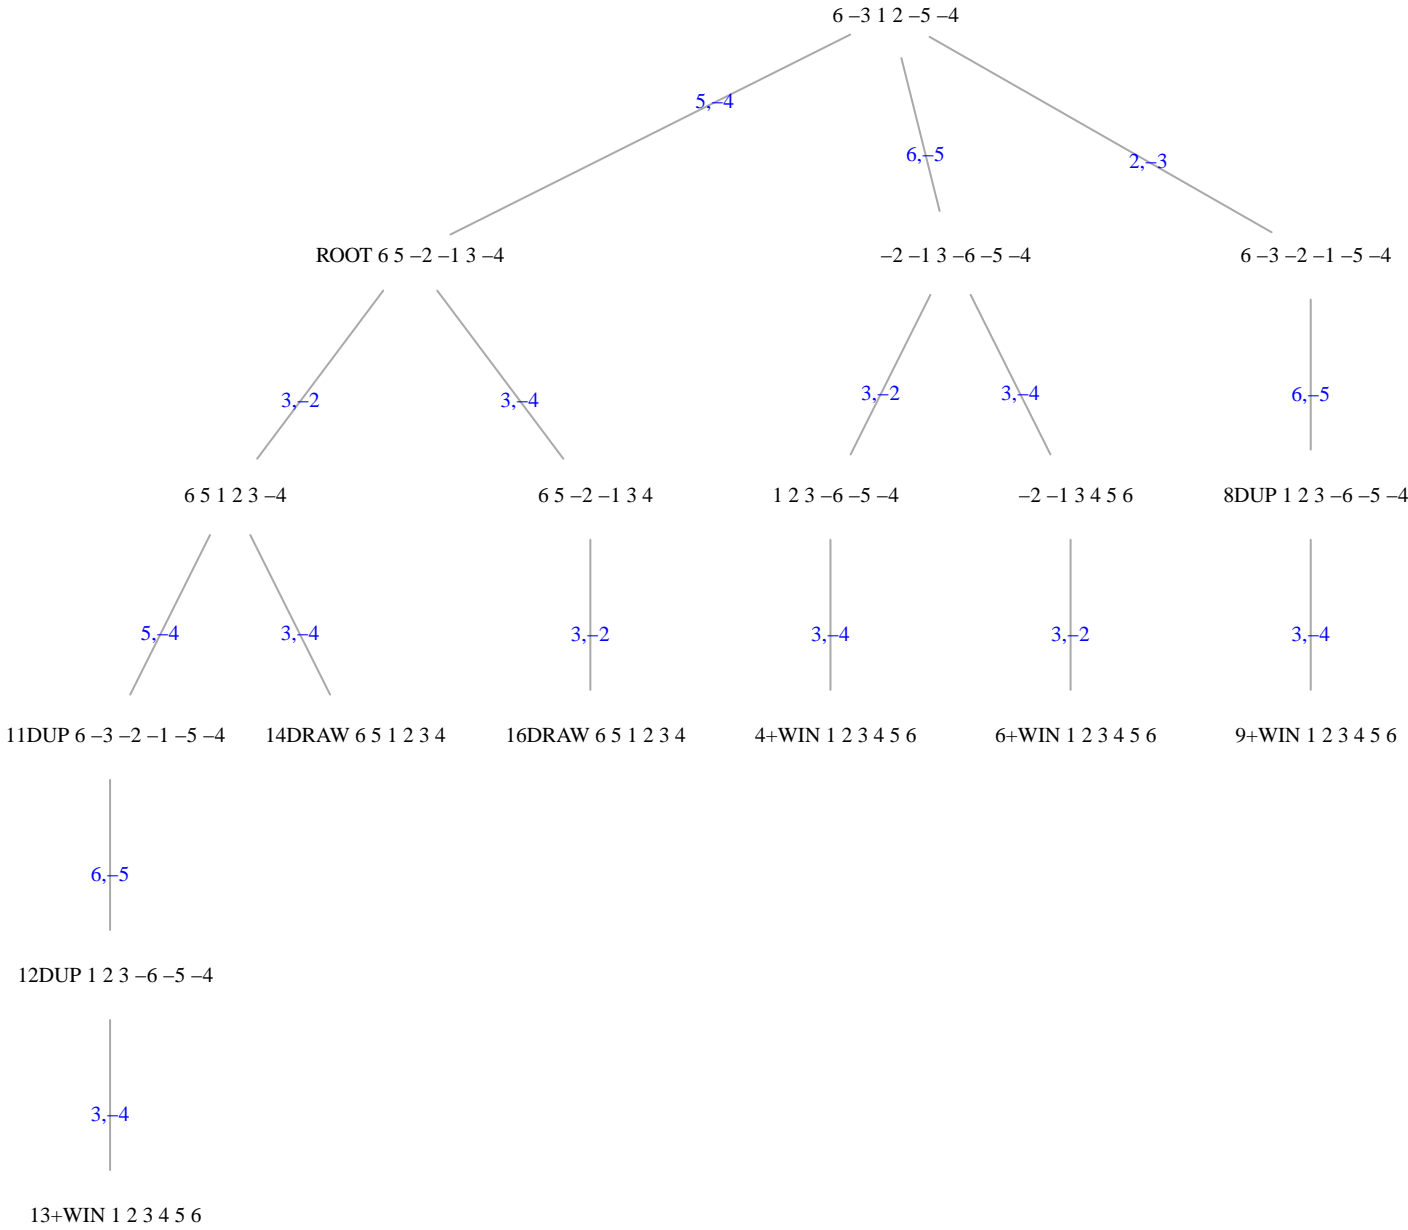 6 –3 1 2 –5 –4
5,–4
6,–5
2,–3
ROOT 6 5 –2 –1 3 –4
–2 –1 3 –6 –5 –4
6 –3 –2 –1 –5 –4
3,–2
3,–4
3,–2
3,–4
6,–5
6 5 1 2 3 –4
6 5 –2 –1 3 4
1 2 3 –6 –5 –4
–2 –1 3 4 5 6
8DUP 1 2 3 –6 –5 –4
5,–4
3,–4
3,–2
3,–4
3,–2
3,–4
11DUP 6 –3 –2 –1 –5 –4
14DRAW 6 5 1 2 3 4
16DRAW 6 5 1 2 3 4
4+WIN 1 2 3 4 5 6
6+WIN 1 2 3 4 5 6
9+WIN 1 2 3 4 5 6
6,–5
12DUP 1 2 3 –6 –5 –4
3,–4
13+WIN 1 2 3 4 5 6